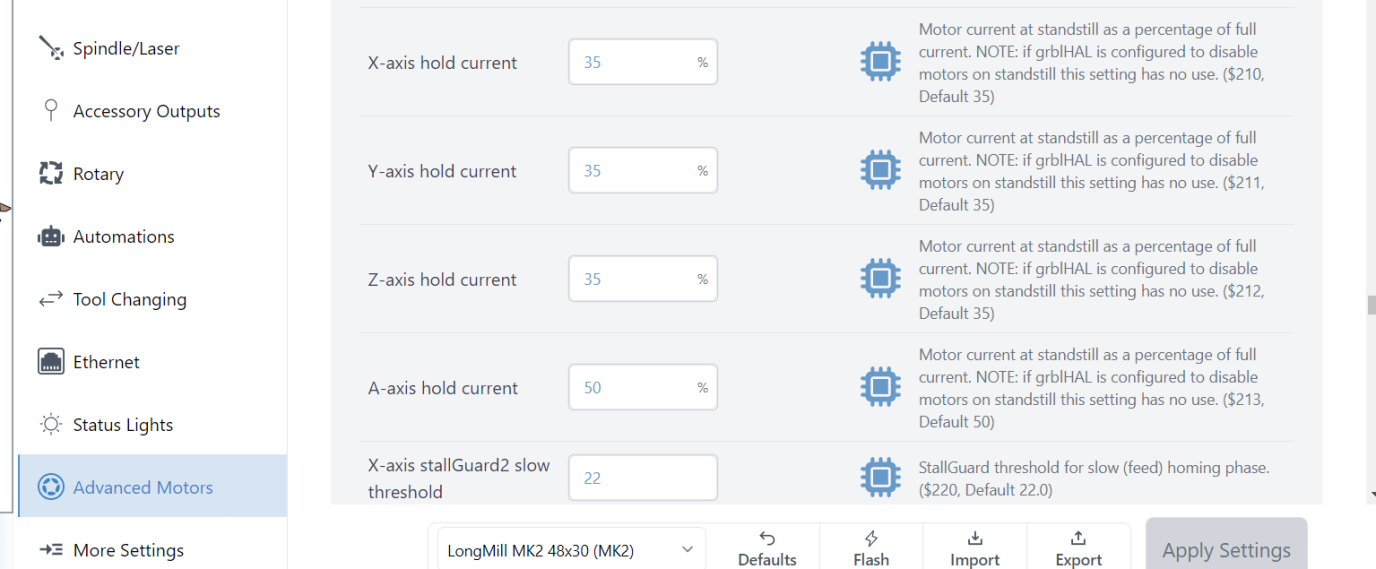 Spindle/Laser
Accessory Outputs
Rotary
Automations
Tool Changing
Ethernet
Status Lights
Advanced Motors
More Settings
X-axis hold current
35 %
Motor current at standstill as a percentage of full
current. NOTE: if grblHAL is configured to disable
motors on standstill this setting has no use. ($210,
Default 35)
Y-axis hold current
35 %
Motor current at standstill as a percentage of full
current. NOTE: if grblHAL is configured to disable
motors on standstill this setting has no use. ($211,
Default 35)
Z-axis hold current
35 %
Motor current at standstill as a percentage of full
current. NOTE: if grblHAL is configured to disable
motors on standstill this setting has no use. ($212,
Default 35)
A-axis hold current
50 %
Motor current at standstill as a percentage of full
current. NOTE: if grblHAL is configured to disable
motors on standstill this setting has no use. ($213,
Default 50)
X-axis stallGuard2 slow
threshold
22
StallGuard threshold for slow (feed) homing phase.
($220, Default 22.0)
LongMill MK2 48x30 (MK2)
Defaults
Flash
Import
Export
Apply Settings